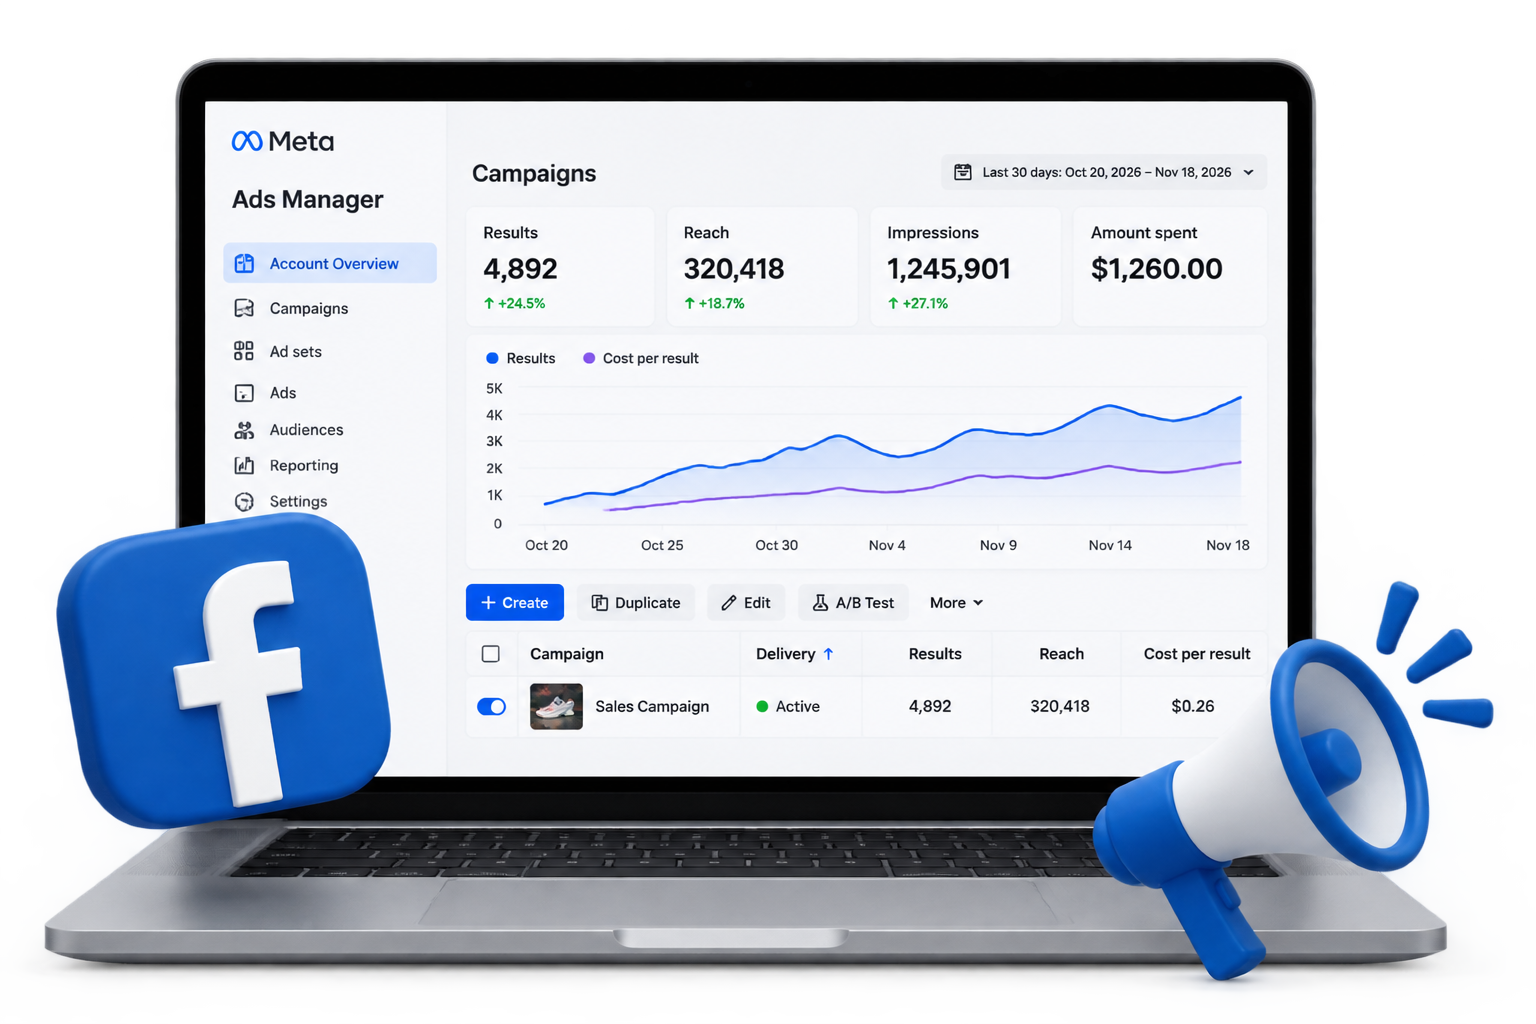 Meta
Ads Manager
Account Overview
Campaigns
Ad sets
Ads
Audiences
Reporting
Settings
Campaigns
Last 30 days: Oct 20, 2026 – Nov 18, 2026
Results
4,892
↑ +24.5%
Reach
320,418
↑ +18.7%
Impressions
1,245,901
↑ +27.1%
Amount spent
$1,260.00
Results
Cost per result
5K
4K
3K
2K
1K
0
Oct 20 Oct 25 Oct 30 Nov 4 Nov 9 Nov 14 Nov 18
+ Create Duplicate Edit A/B Test More
Campaign Delivery ↑ Results Reach Cost per result
Sales Campaign Active 4,892 320,418 $0.26
f